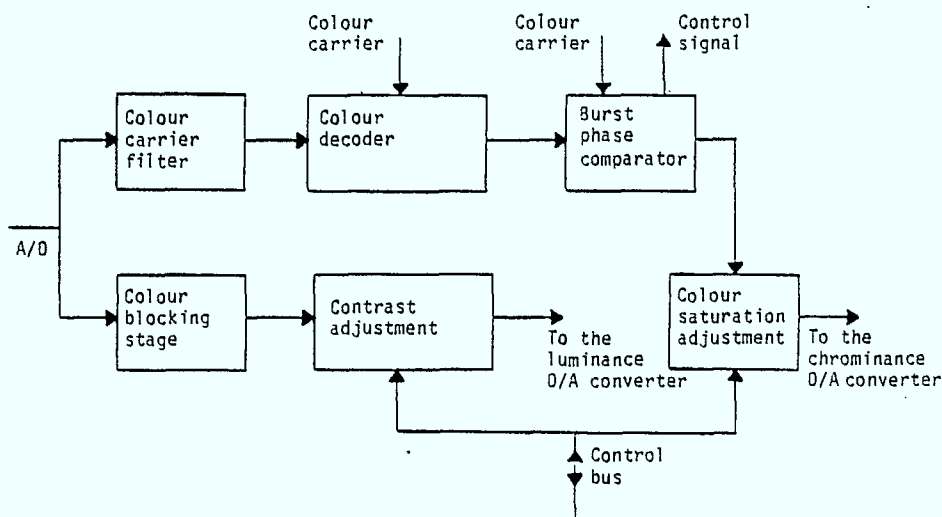 Colour
carrier
Colour
carrier
Control
signal
Colour
carrier
filter
Colour
decoder
Burst
phase
comparator
A/D
Colour
blocking
stage
Contrast
adjustment
To the
luminance
D/A converter
Colour
saturation
adjustment
To the
chrominance
D/A converter
Control
bus